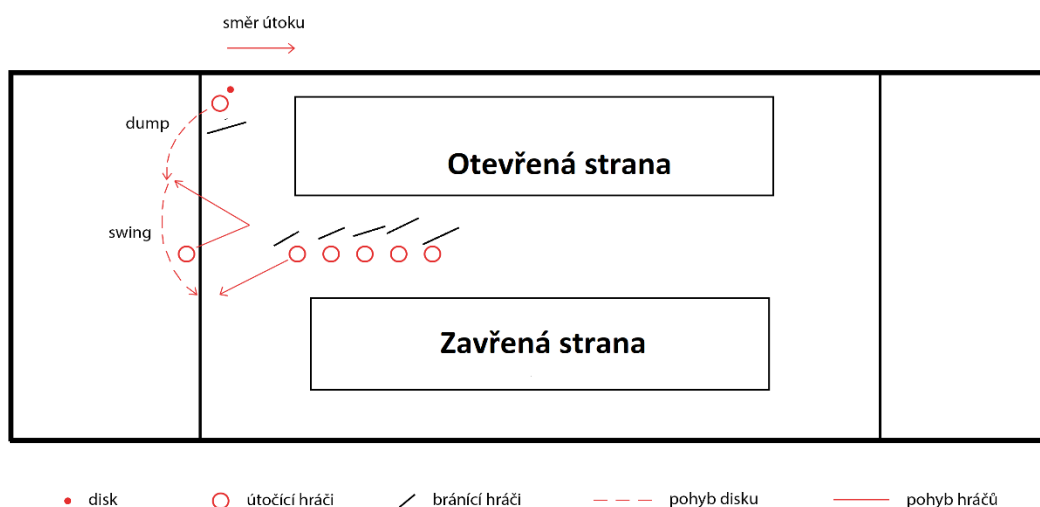 směr útoku
dump
Otevřená strana
swing
Zavřená strana
disk
útočící hráči
bránící hráči
pohyb disku
pohyb hráčů